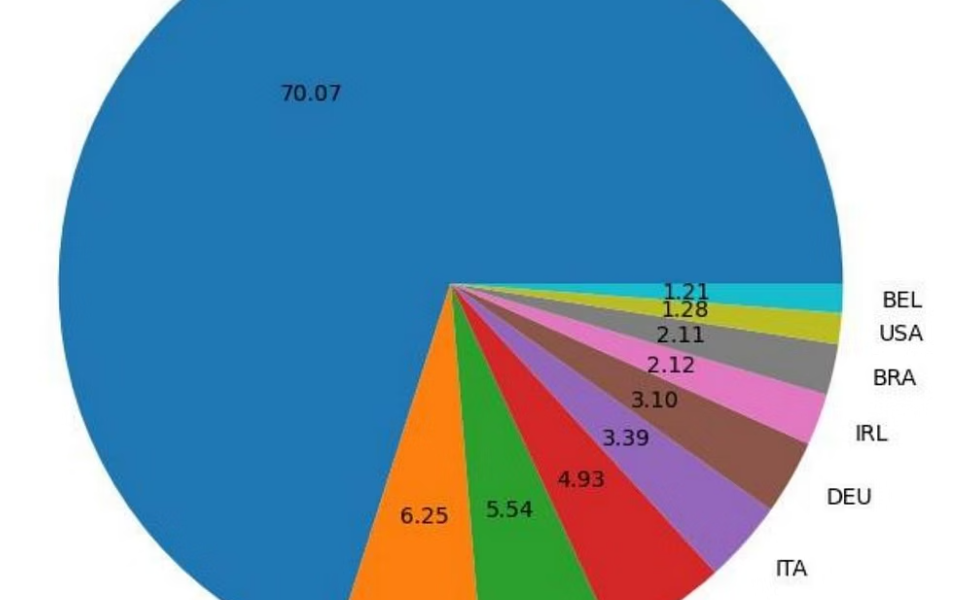 70.07
1.21
BEL
1.28
USA
2.11
BRA
2.12
IRL
3.10
DEU
3.39
ITA
4.93
5.54
6.25